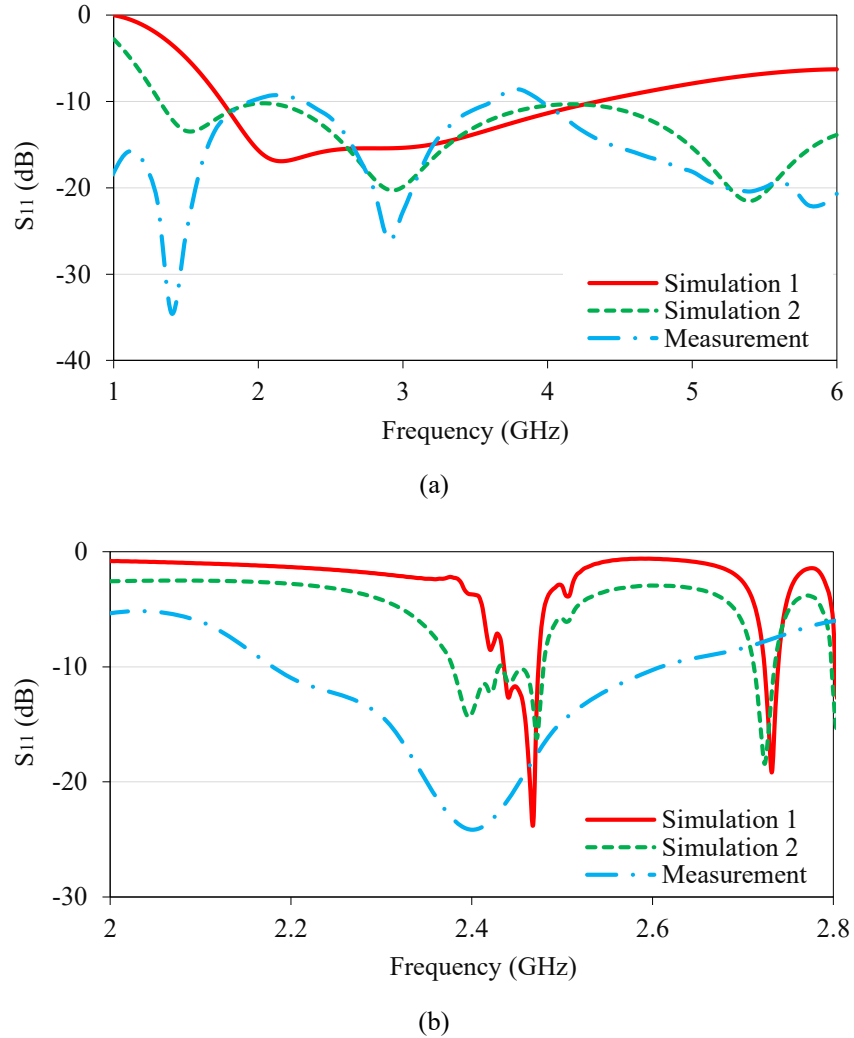 0
-10
-20
-30
-40
S11 (dB)
Simulation 1
Simulation 2
Measurement
1 2 3 4 5 6
Frequency (GHz)
(a)
0
-10
-20
-30
S11 (dB)
Simulation 1
Simulation 2
Measurement
2 2.2 2.4 2.6 2.8
Frequency (GHz)
(b)